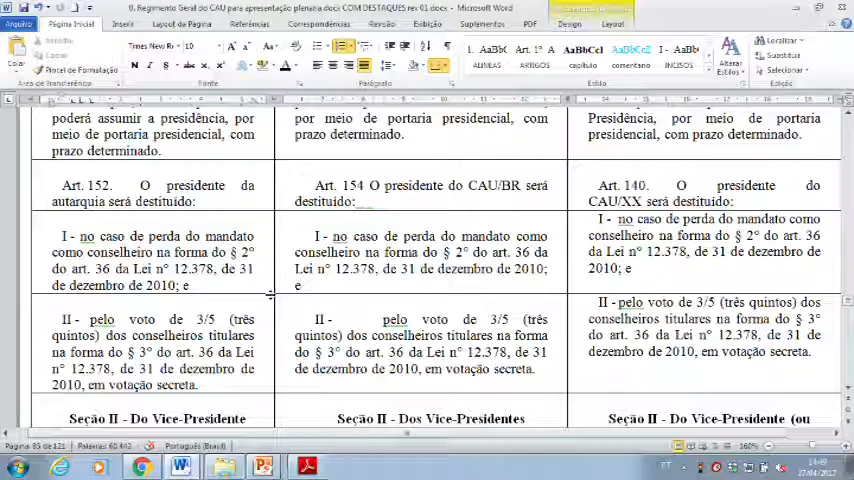 8. Regimento Geral do CAU para apresentação plenaria docxi COM DESTAQUES rev 01.docx - Microsoft Word
Arquivo Página Inicial Inserir Layout da Página Referências Correspondências Revisão Exibição Suplementos PDF Design Layout
Colar
Recortar
Copiar
Pincel de Formatação
Área de Transferência
Times New Ro 10
N I S
Fonte
Parágrafo
1. AaBbC Art. 1º A AaBbCcI AaBbCcI I - AaBb
ALINEAS ARTIGOS capítulo comentario INCISOS
Alterar Estilos
Estilo
Localizar
Substituir
Selecionar
Edição
poderá assumir a presidência, por
meio de portaria presidencial, com
prazo determinado.
por meio de portaria presidencial, com
prazo determinado.
Presidência, por meio de portaria
presidencial, com prazo determinado.
Art. 152. O presidente da
autarquia será destituído:
Art. 154 O presidente do CAU/BR será
destituído:
Art. 140. O presidente do
CAU/XX será destituído:
I - no caso de perda do mandato
como conselheiro na forma do § 2°
do art. 36 da Lei n° 12.378, de 31
de dezembro de 2010; e
I - no caso de perda do mandato como
conselheiro na forma do § 2° do art. 36 da
Lei n° 12.378, de 31 de dezembro de 2010;
e
I - no caso de perda do mandato como
conselheiro na forma do § 2° do art. 36
da Lei n° 12.378, de 31 de dezembro de
2010; e
II - pelo voto de 3/5 (três
quintos) dos conselheiros titulares
na forma do § 3° do art. 36 da Lei
n° 12.378, de 31 de dezembro de
2010, em votação secreta.
II - pelo voto de 3/5 (três
quintos) dos conselheiros titulares na forma
do § 3° do art. 36 da Lei n° 12.378, de 31
de dezembro de 2010, em votação secreta.
II - pelo voto de 3/5 (três quintos) dos
conselheiros titulares na forma do § 3°
do art. 36 da Lei n° 12.378, de 31 de
dezembro de 2010, em votação secreta.
Seção II - Do Vice-Presidente
Seção II - Dos Vice-Presidentes
Seção II - Do Vice-Presidente (ou
Página: 85 de 121 Palavras: 60.442 Português (Brasil) 160%
PT
27/04/2017